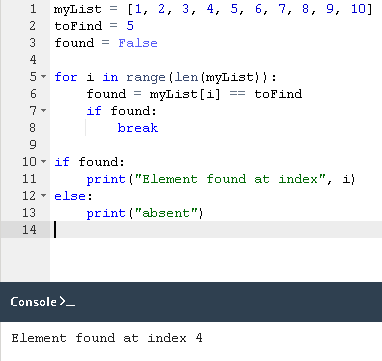 1 myList = [1, 2, 3, 4, 5, 6, 7, 8, 9, 10]
2 toFind = 5
3 found = False
4
5 for i in range(len(myList)):
6     found = myList[i] == toFind
7     if found:
8         break
9
10 if found:
11     print("Element found at index", i)
12 else:
13     print("absent")
14
Console >_
Element found at index 4